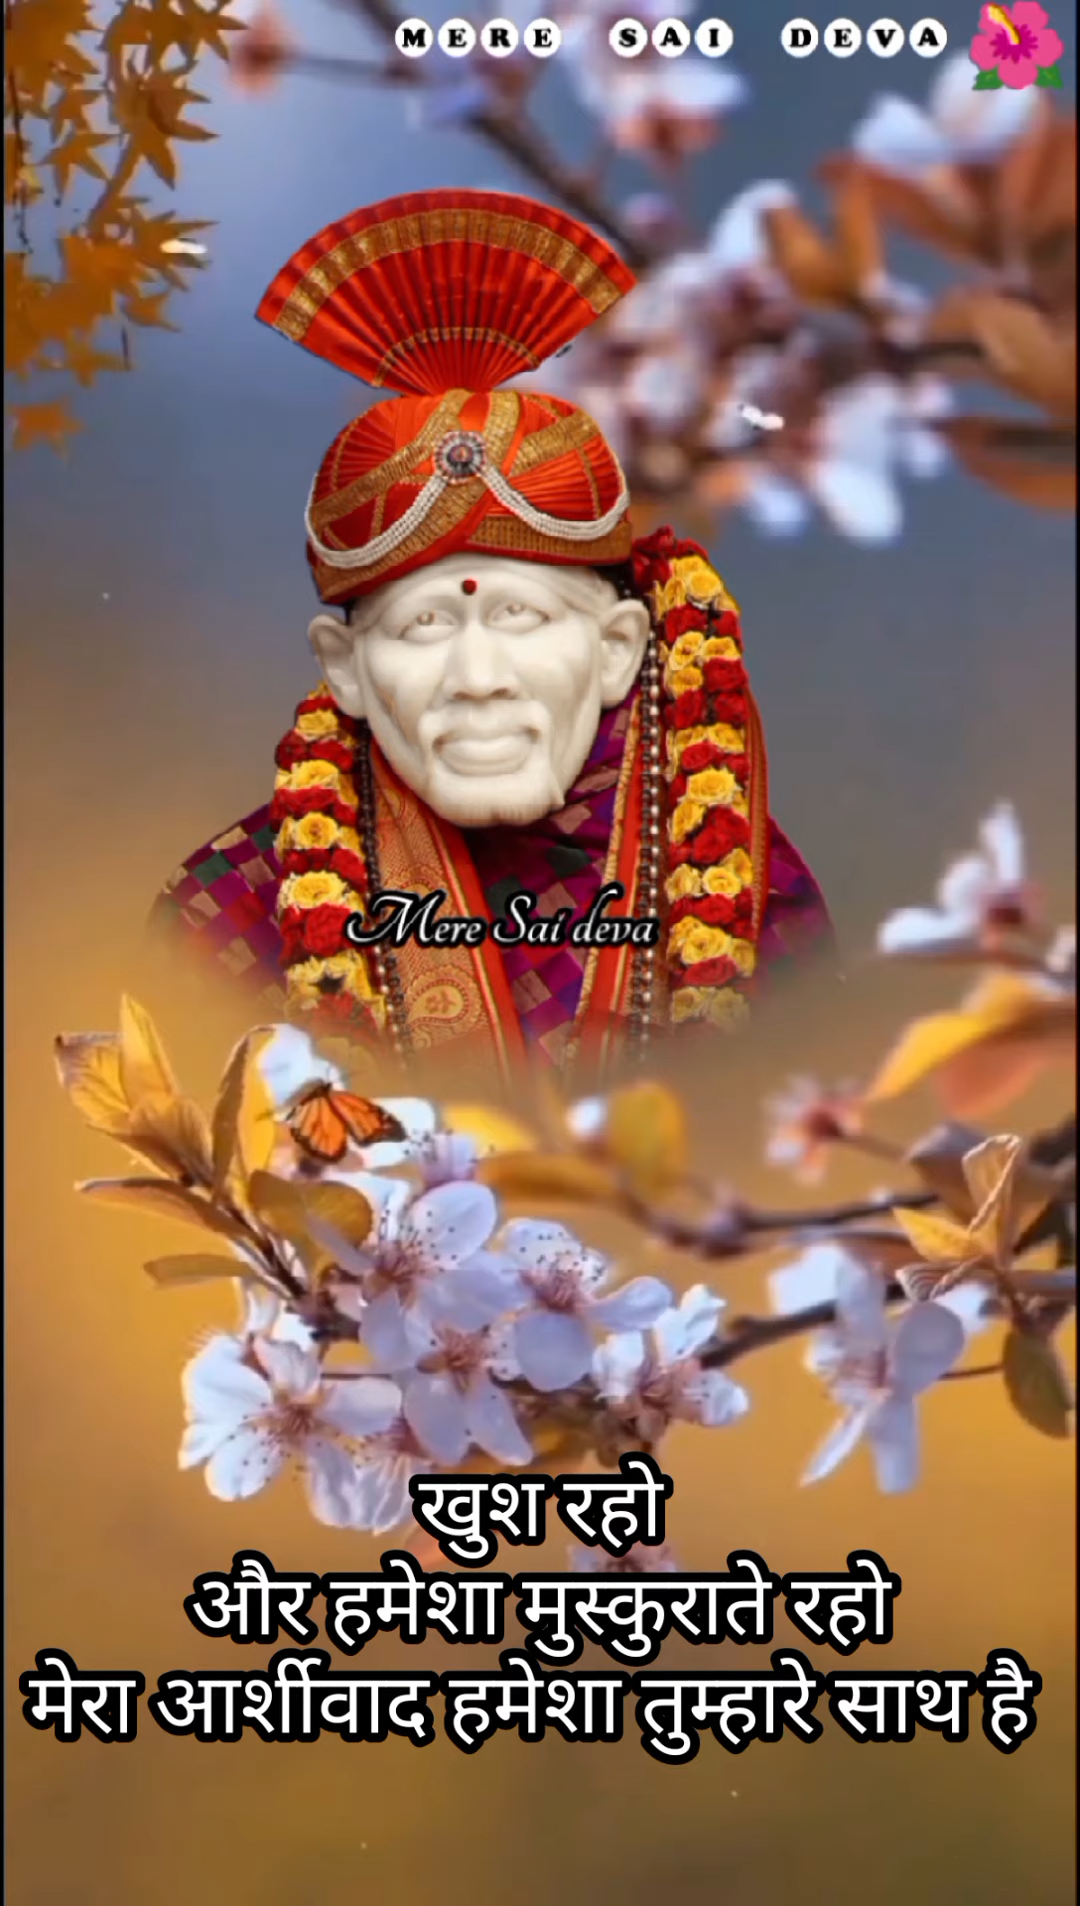 MERE SAI DEVA
Mere Sai deva
खुश रहो
और हमेशा मुस्कुराते रहो
मेरा आर्शीवाद हमेशा तुम्हारे साथ है